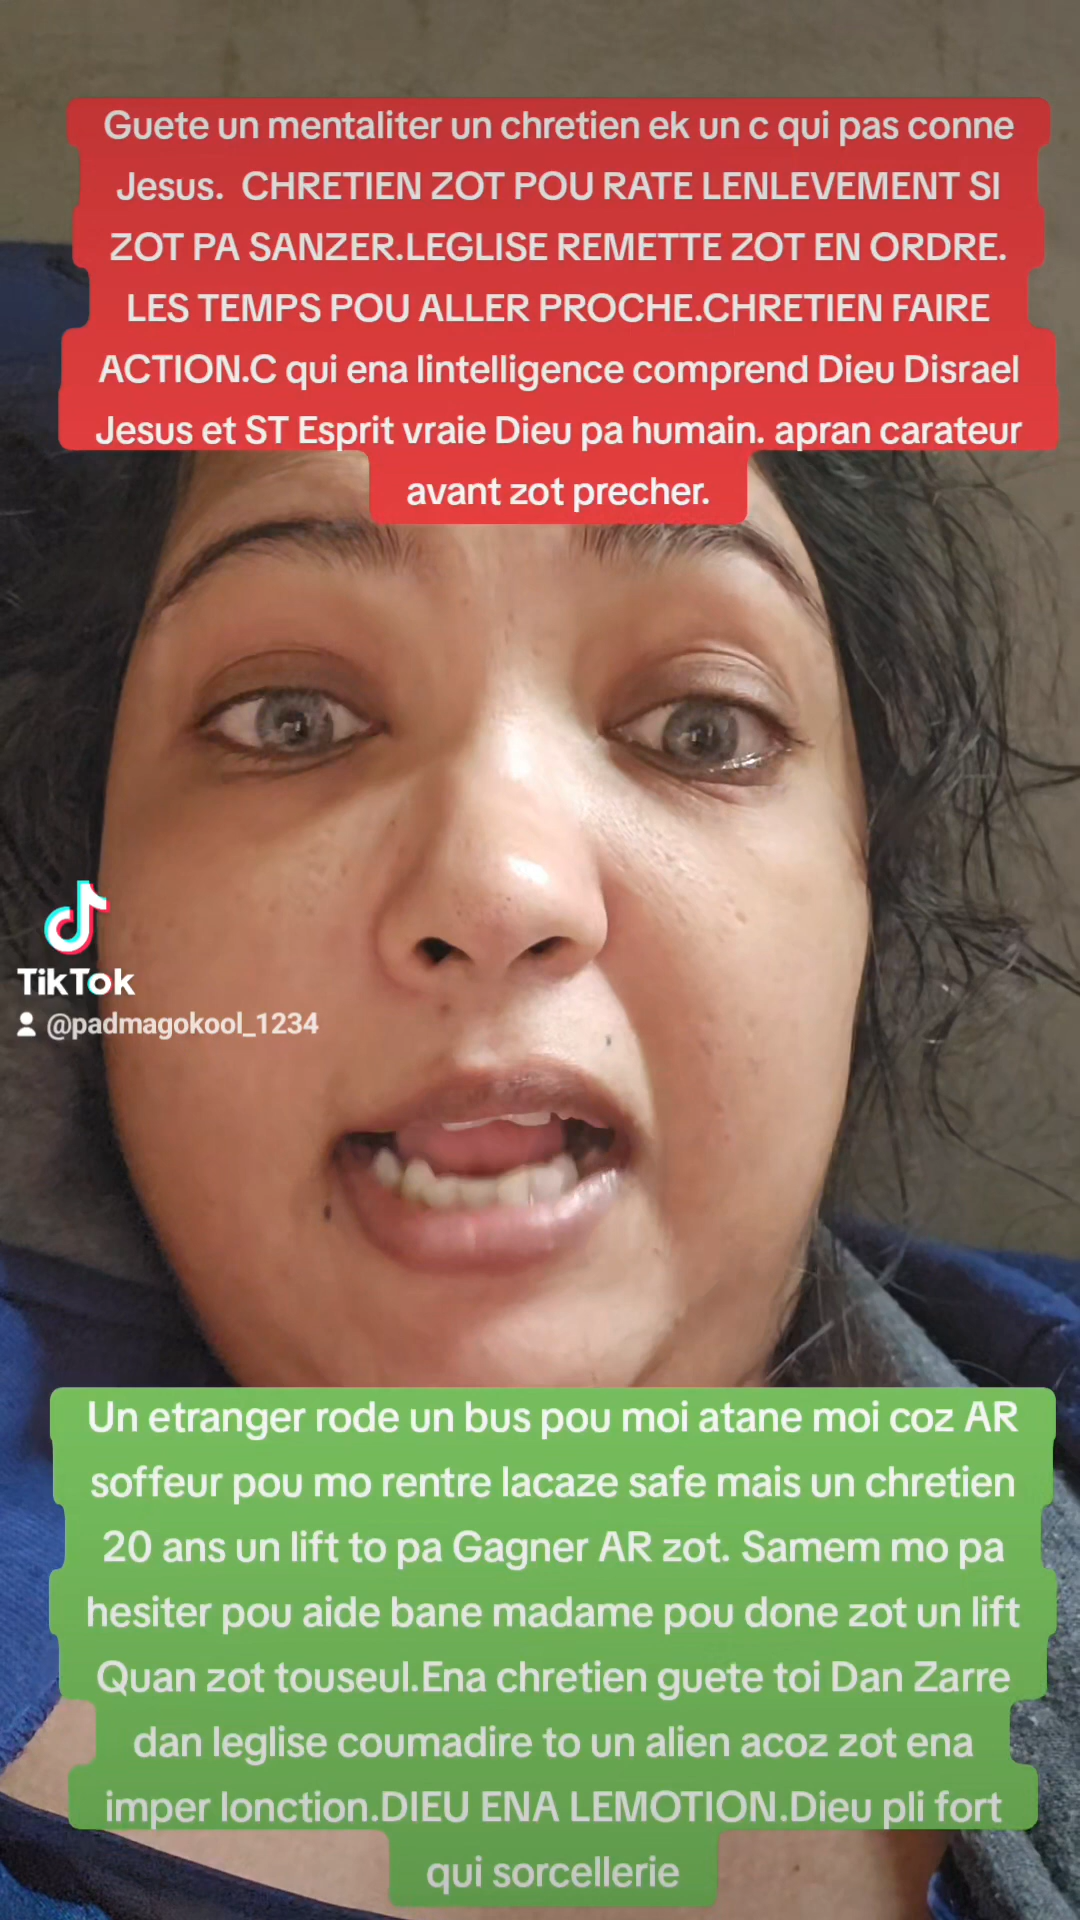 Guete un mentaliter un chretien ek un c qui pas conne
Jesus. CHRETIEN ZOT POU RATE LENLEVEMENT SI
ZOT PA SANZER.LEGLISE REMETTE ZOT EN ORDRE.
LES TEMPS POU ALLER PROCHE.CHRETIEN FAIRE
ACTION.C qui ena lintelligence comprend Dieu Disrael
Jesus et ST Esprit vraie Dieu pa humain. apran carateur
avant zot precher.
TikTok
@padmagokool_1234
Un etranger rode un bus pou moi atane moi coz AR
soffeur pou mo rentre lacaze safe mais un chretien
20 ans un lift to pa Gagner AR zot. Samem mo pa
hesiter pou aide bane madame pou done zot un lift
Quan zot touseul.Ena chretien guete toi Dan Zarre
dan leglise coumadire to un alien acoz zot ena
imper lonction.DIEU ENA LEMOTION.Dieu pli fort
qui sorcellerie